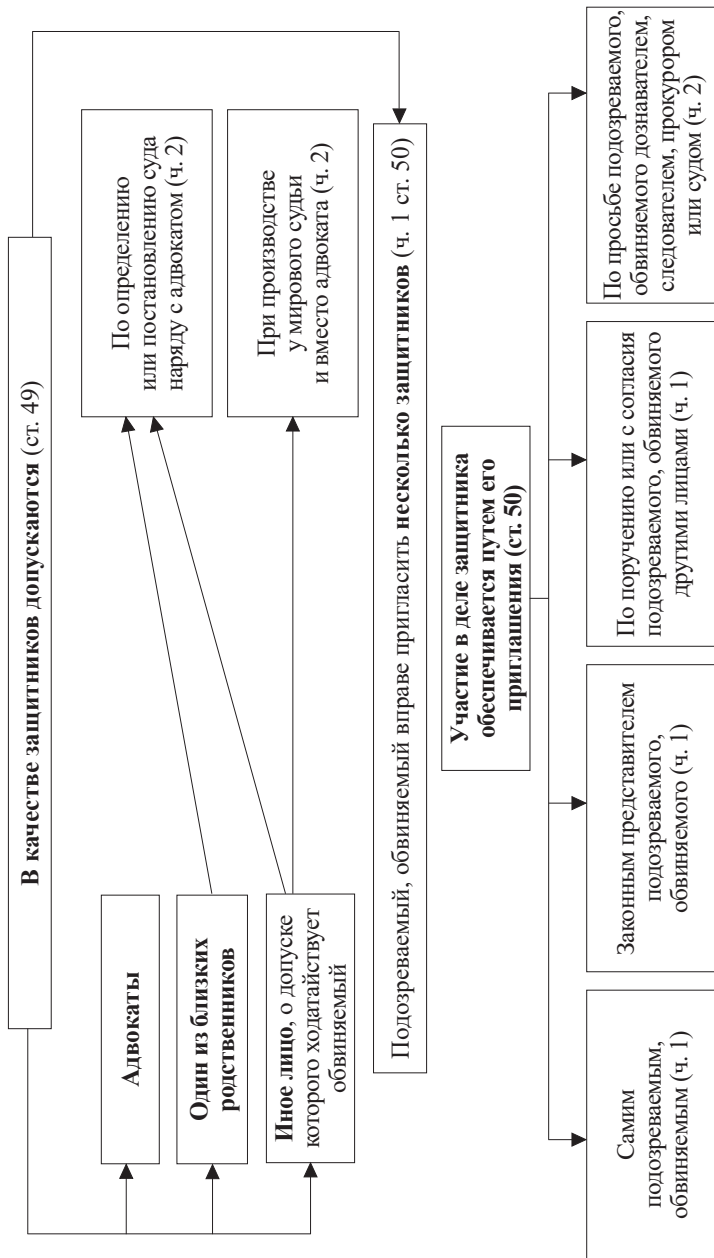 В качестве защитников допускаются (ст. 49)
Адвокаты
Один из близких
родственников
Иное лицо, о допуске
которого ходатайствует
обвиняемый
По определению
или постановлению суда
наряду с адвокатом (ч. 2)
При производстве
у мирового судьи
и вместо адвоката (ч. 2)
Подозреваемый, обвиняемый вправе пригласить несколько защитников (ч. 1 ст. 50)
Участие в деле защитника
обеспечивается путем его
приглашения (ст. 50)
Самим
подозреваемым,
обвиняемым (ч. 1)
Законным представителем
подозреваемого,
обвиняемого (ч. 1)
По поручению или с согласия
подозреваемого, обвиняемого
другими лицами (ч. 1)
По просьбе подозреваемого,
обвиняемого дознавателем,
следователем, прокурором
или судом (ч. 2)